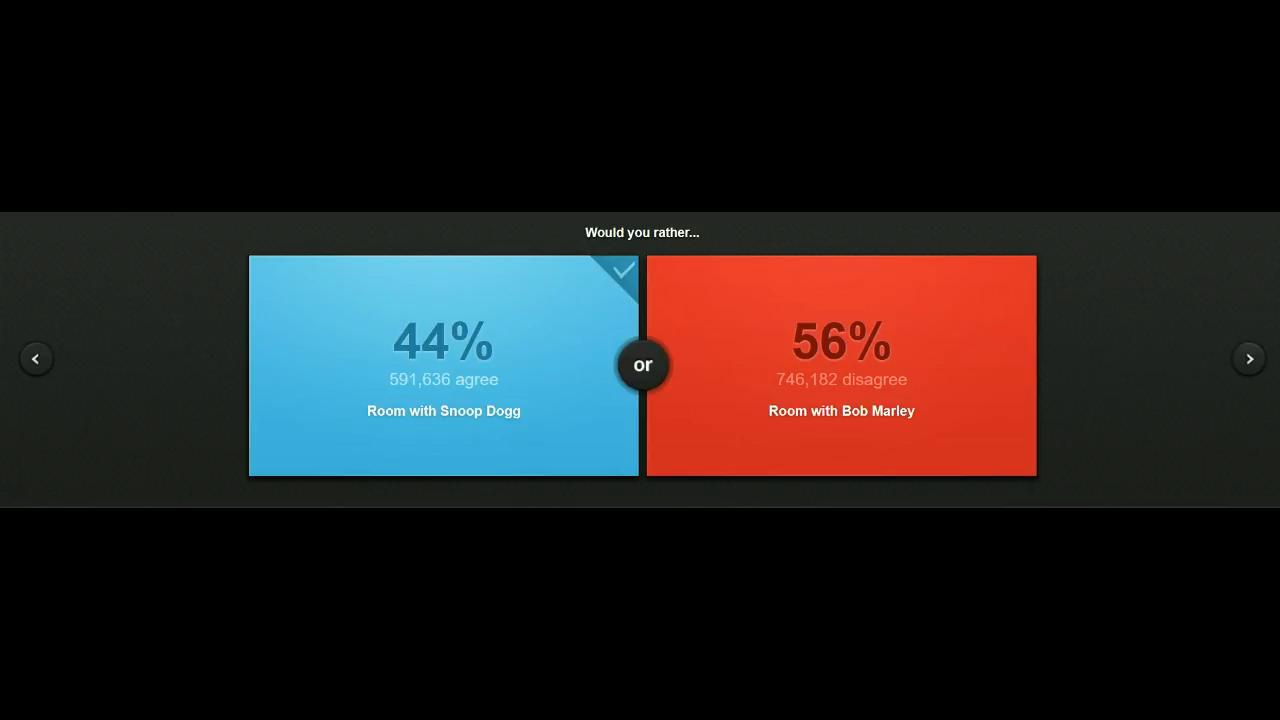 Would you rather...
44%
591,636 agree
Room with Snoop Dogg
or
56%
746,182 disagree
Room with Bob Marley